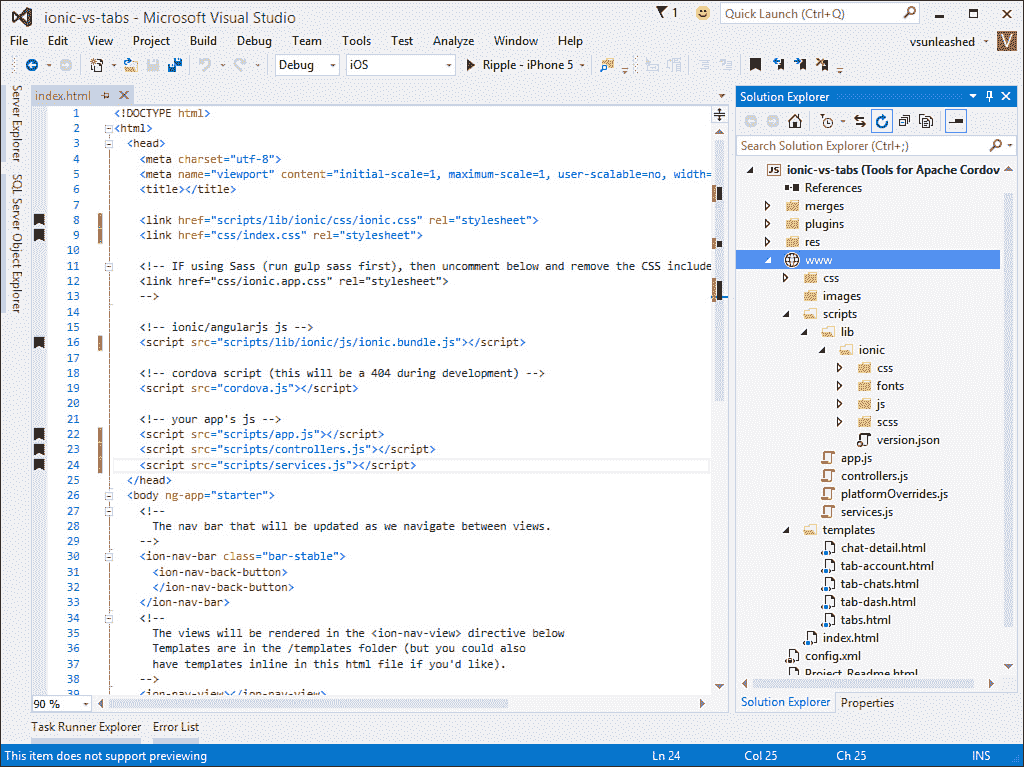 ionic-vs-tabs - Microsoft Visual Studio
1
Quick Launch (Ctrl+Q)
File Edit View Project Build Debug Team Tools Test Analyze Window Help
vsunleashed V
Debug iOS Ripple - iPhone 5
Server Explorer
SQL Server Object Explorer
index.html
1 <!DOCTYPE html>
2 <html>
3 <head>
4 <meta charset="utf-8">
5 <meta name="viewport" content="initial-scale=1, maximum-scale=1, user-scalable=no, width=
6 <title></title>
7
8 <link href="scripts/lib/ionic/css/ionic.css" rel="stylesheet">
9 <link href="css/index.css" rel="stylesheet">
10
11 <!-- IF using Sass (run gulp sass first), then uncomment below and remove the CSS include
12 <link href="css/ionic.app.css" rel="stylesheet">
13 -->
14
15 <!-- ionic/angularjs js -->
16 <script src="scripts/lib/ionic/js/ionic.bundle.js"></script>
17
18 <!-- cordova script (this will be a 404 during development) -->
19 <script src="cordova.js"></script>
20
21 <!-- your app's js -->
22 <script src="scripts/app.js"></script>
23 <script src="scripts/controllers.js"></script>
24 <script src="scripts/services.js"></script>
25 </head>
26 <body ng-app="starter">
27 <!--
28 The nav bar that will be updated as we navigate between views.
29 -->
30 <ion-nav-bar class="bar-stable">
31 <ion-nav-back-button>
32 </ion-nav-back-button>
33 </ion-nav-bar>
34 <!--
35 The views will be rendered in the <ion-nav-view> directive below
36 Templates are in the /templates folder (but you could also
37 have templates inline in this html file if you'd like).
38 -->
39 <ion-nav-view></ion-nav-view>
90 %
Solution Explorer
Search Solution Explorer (Ctrl+;)
JS ionic-vs-tabs (Tools for Apache Cordov
References
merges
plugins
res
www
css
images
scripts
lib
ionic
css
fonts
js
scss
version.json
app.js
controllers.js
platformOverrides.js
services.js
templates
chat-detail.html
tab-account.html
tab-chats.html
tab-dash.html
tabs.html
index.html
config.xml
Project_Readme.html
Solution Explorer Properties
Task Runner Explorer Error List
This item does not support previewing Ln 24 Col 25 Ch 25 INS